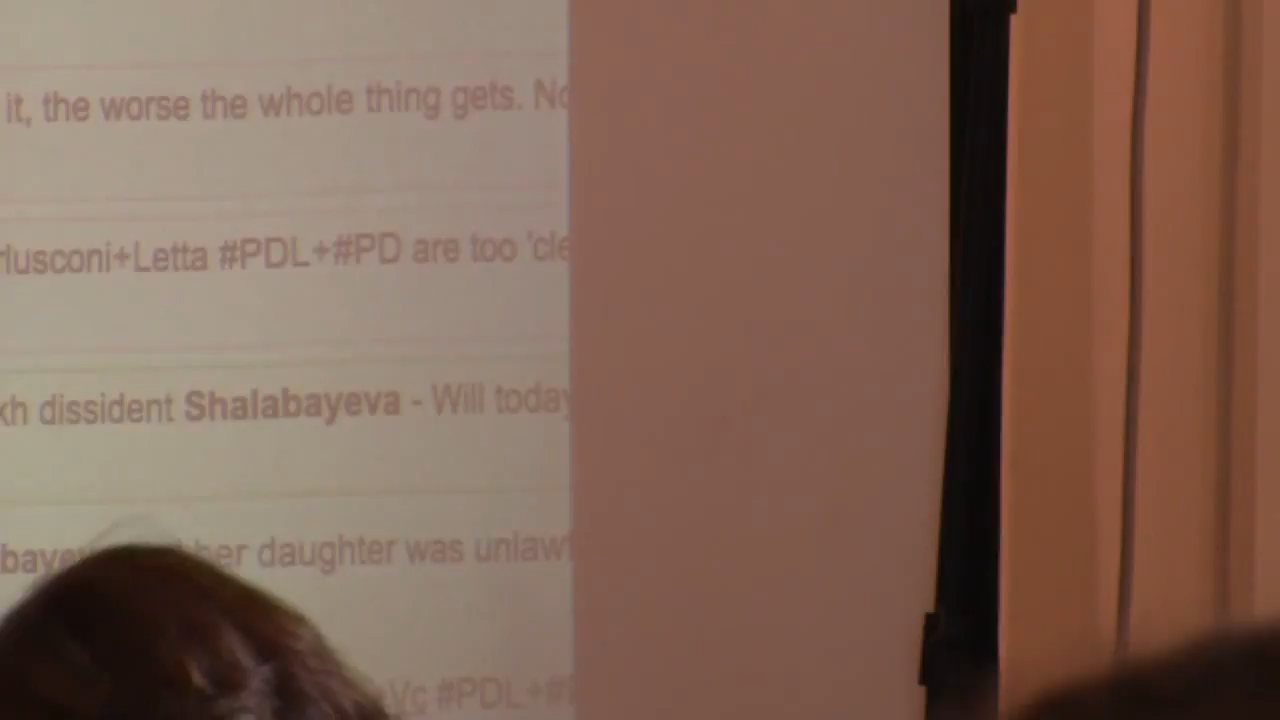 it, the worse the whole thing gets. No
rlusconi+Letta #PDL+#PD are too 'cle
kh dissident Shalabayeva - Will today
her daughter was unlawf
#PDL+#